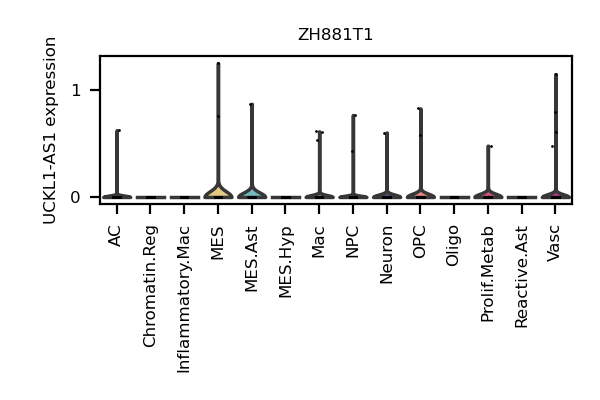 ZH881T1
UCKL1-AS1 expression
1
0
AC
Chromatin.Reg
Inflammatory.Mac
MES
MES.Ast
MES.Hyp
Mac
NPC
Neuron
OPC
Oligo
Prolif.Metab
Reactive.Ast
Vasc